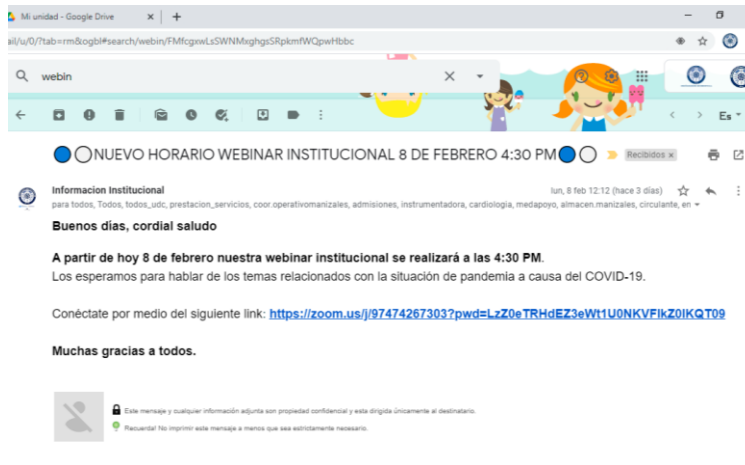 Mi unidad - Google Drive
ail/u/0/?tab=rm&ogbl#search/webin/FMfcgxwLsSWNMxghgsSRpkmfWQpwHbbc
webin
Es
NUEVO HORARIO WEBINAR INSTITUCIONAL 8 DE FEBRERO 4:30 PM
Recibidos x
Informacion Institucional
lun, 8 feb 12:12 (hace 3 días)
para todos, Todos, todos_udc, prestacion_servicios, coor.operativomanizales, admisiones, instrumentadora, cardiologia, medapoyo, almacen.manizales, circulante, en
Buenos días, cordial saludo
A partir de hoy 8 de febrero nuestra webinar institucional se realizará a las 4:30 PM.
Los esperamos para hablar de los temas relacionados con la situación de pandemia a causa del COVID-19.
Conéctate por medio del siguiente link: https://zoom.us/j/97474267303?pwd=LzZ0eTRHdEZ3eWt1U0NKVFlkZ0lKQT09
Muchas gracias a todos.
Este mensaje y cualquier información adjunta son propiedad confidencial y esta dirigida únicamente al destinatario.
Recuerda! No imprimir este mensaje a menos que sea estrictamente necesario.